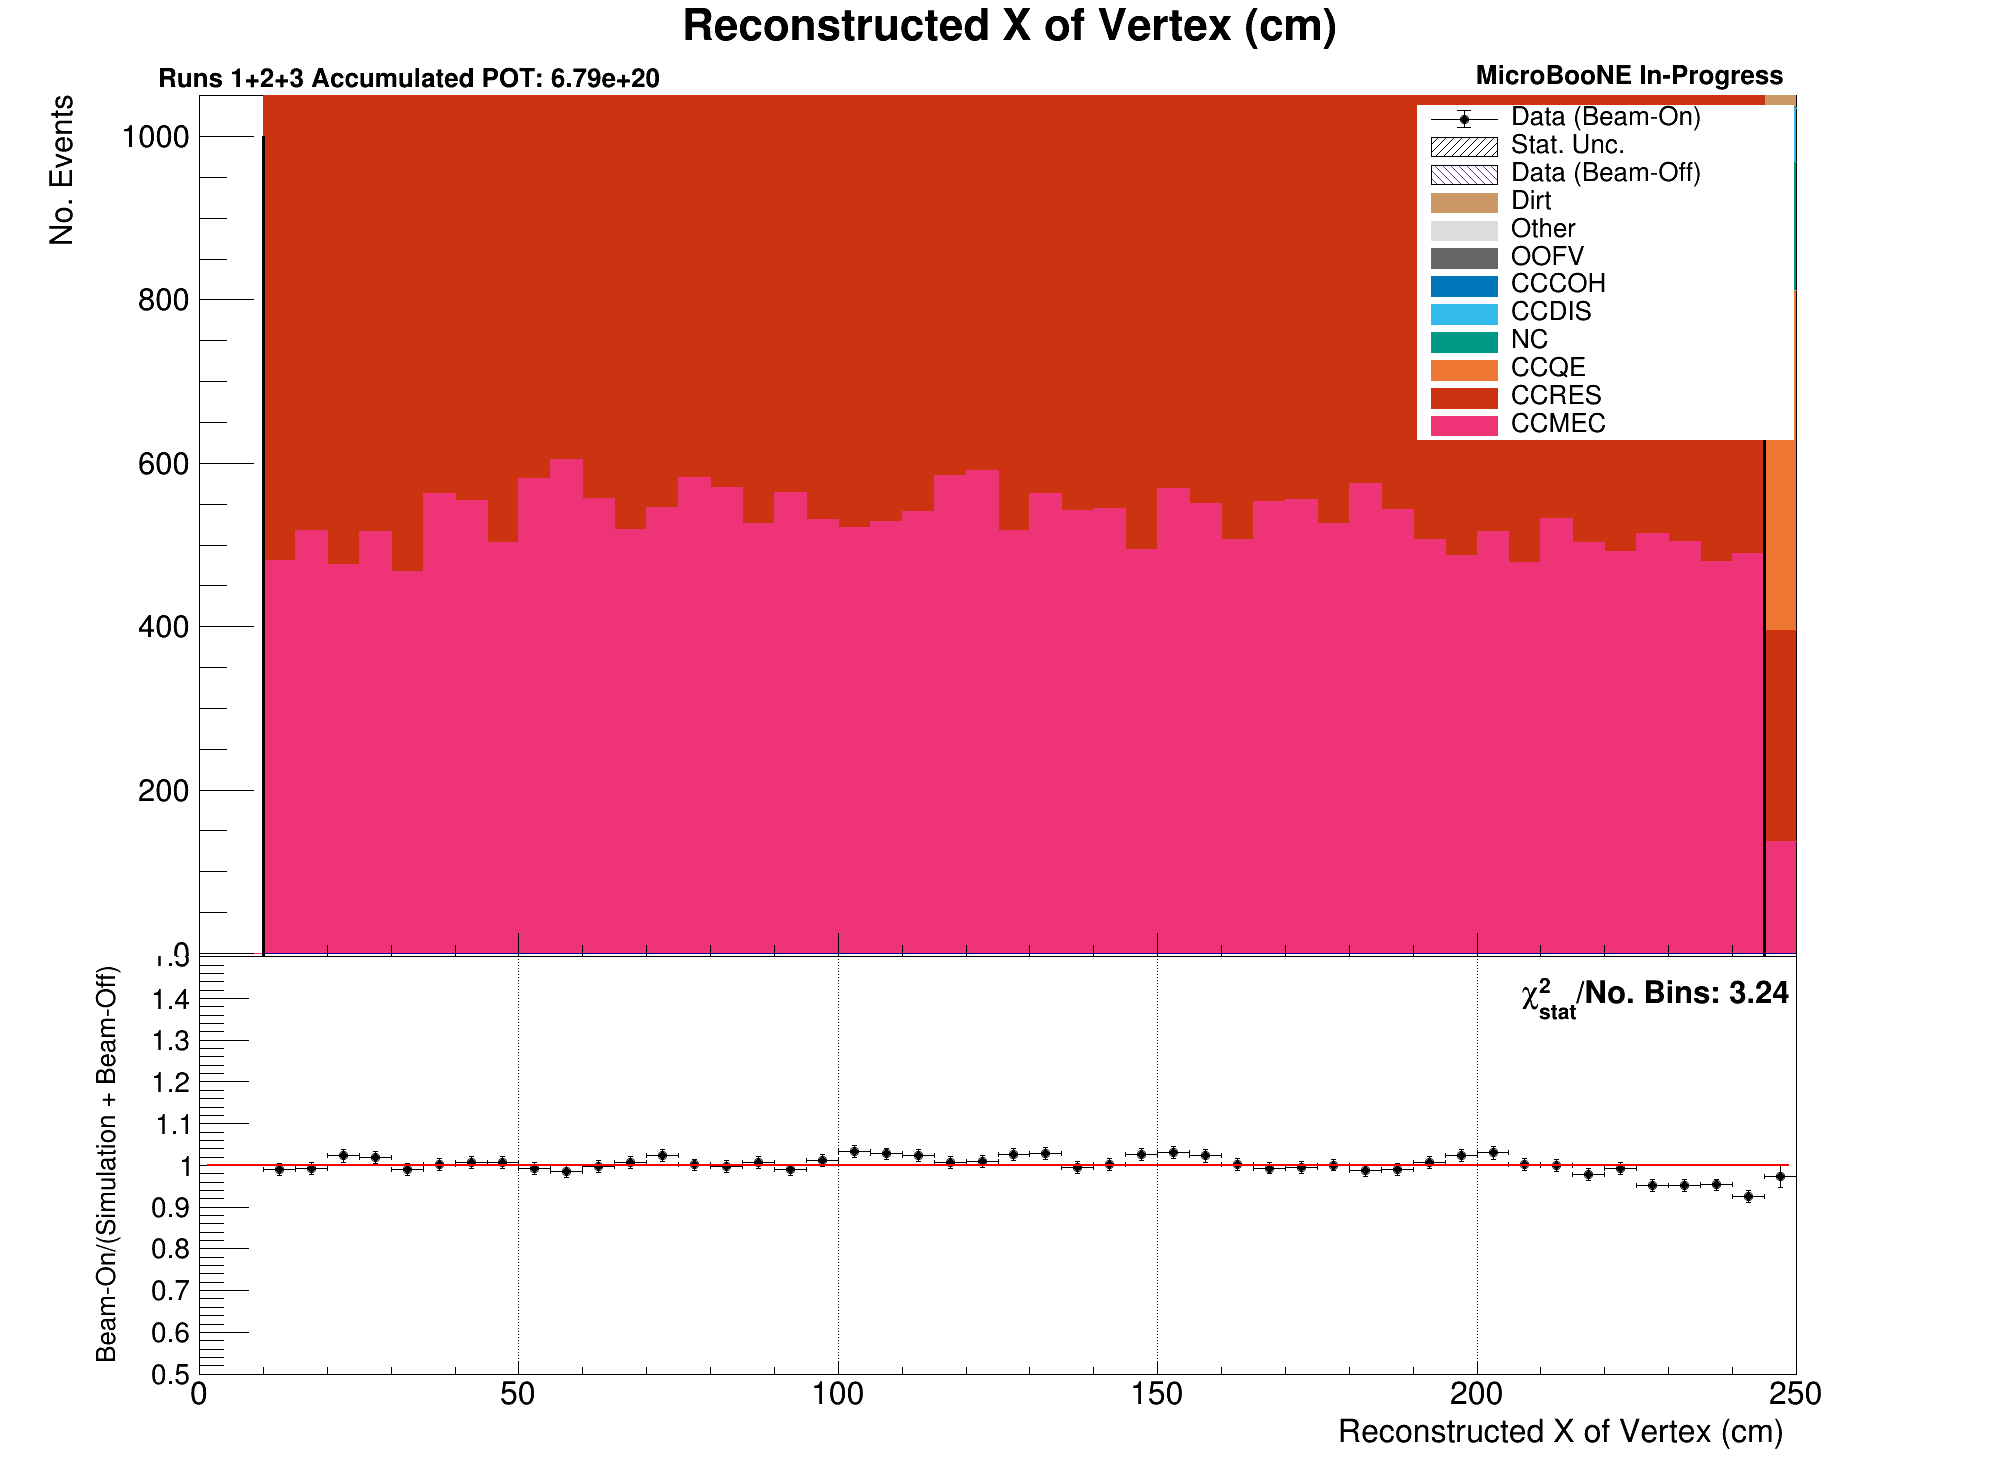 Reconstructed X of Vertex (cm)
Runs 1+2+3 Accumulated POT: 6.79e+20
MicroBooNE In-Progress
No. Events
1000
800
600
400
200
0
Data (Beam-On)
Stat. Unc.
Data (Beam-Off)
Dirt
Other
OOFV
CCCOH
CCDIS
NC
CCQE
CCRES
CCMEC
Beam-On/(Simulation + Beam-Off)
1.5
1.4
1.3
1.2
1.1
1
0.9
0.8
0.7
0.6
0.5
χ²stat/No. Bins: 3.24
0 50 100 150 200 250
Reconstructed X of Vertex (cm)